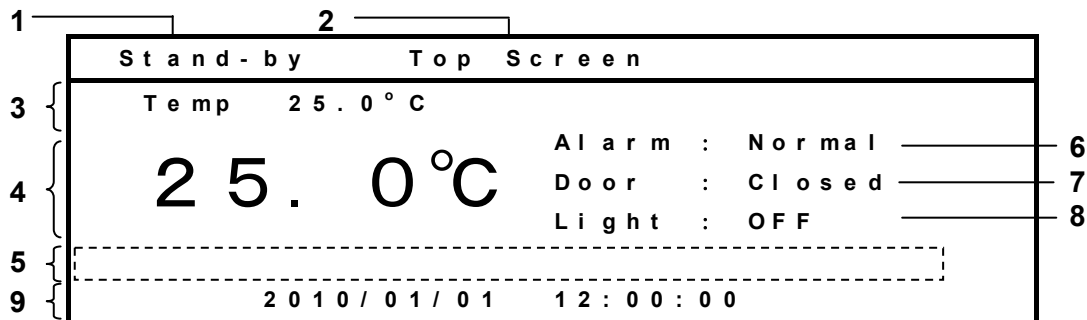 1 2
Stand-by Top Screen
3 Temp 25.0°C
Alarm : Normal 6
4 25.0℃ Door : Closed 7
Light : OFF 8
5
9 2010/01/01 12:00:00